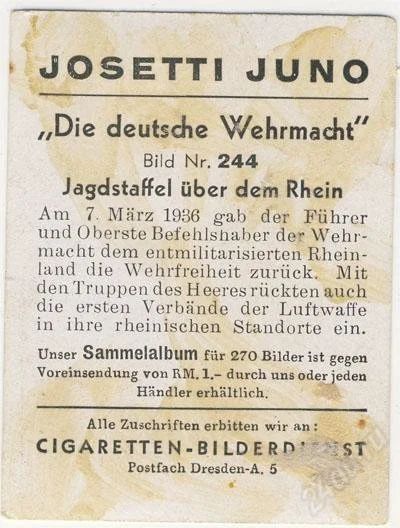 JOSETTI JUNO
„Die deutsche Wehrmacht"
Bild Nr. 244
Jagdstaffel über dem Rhein
Am 7. März 1936 gab der Führer
und Oberste Befehlshaber der Wehr-
macht dem entmilitarisierten Rhein-
land die Wehrfreiheit zurück. Mit
den Truppen des Heeres rückten auch
die ersten Verbände der Luftwaffe
in ihre rheinischen Standorte ein.
Unser Sammelalbum für 270 Bilder ist gegen
Voreinsendung von RM. 1.- durch uns oder jeden
Händler erhältlich.
Alle Zuschriften erbitten wir an:
CIGARETTEN-BILDERDIENST
Postfach Dresden-A. 5